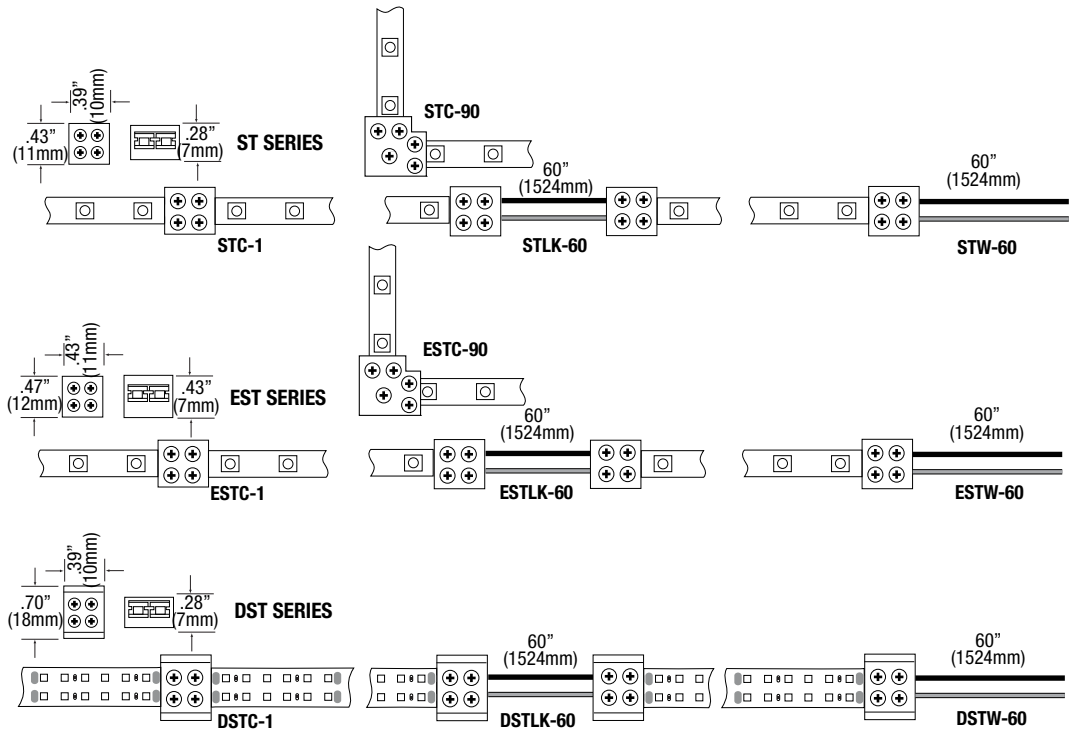 .39”
(10mm)
.43”
(11mm)
.28”
(7mm)
ST SERIES
STC-1
STC-90
60”
(1524mm)
STLK-60
60”
(1524mm)
STW-60
.43”
(11mm)
.47”
(12mm)
.43”
(7mm)
EST SERIES
ESTC-1
ESTC-90
60”
(1524mm)
ESTLK-60
60”
(1524mm)
ESTW-60
.39”
(10mm)
.70”
(18mm)
.28”
(7mm)
DST SERIES
DSTC-1
60”
(1524mm)
DSTLK-60
60”
(1524mm)
DSTW-60